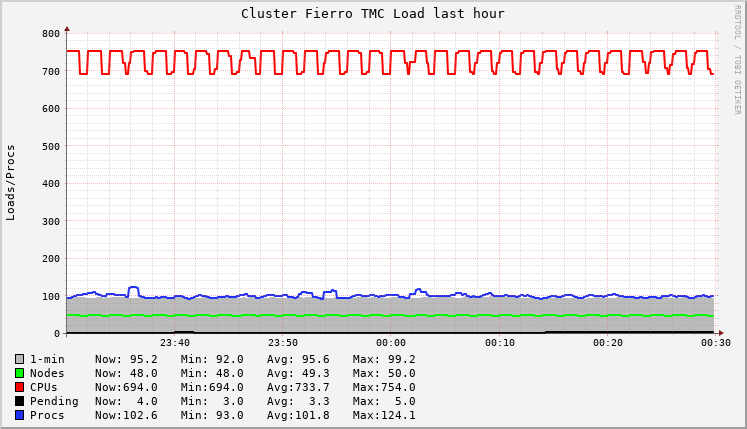 Cluster Fierro TMC Load last hour
RRDTOOL / TOBI OETIKER
Loads/Procs
800
700
600
500
400
300
200
100
0
23:40 23:50 00:00 00:10 00:20 00:30
1-min Now: 95.2 Min: 92.0 Avg: 95.6 Max: 99.2
Nodes Now: 48.0 Min: 48.0 Avg: 49.3 Max: 50.0
CPUs Now:694.0 Min:694.0 Avg:733.7 Max:754.0
Pending Now: 4.0 Min: 3.0 Avg: 3.3 Max: 5.0
Procs Now:102.6 Min: 93.0 Avg:101.8 Max:124.1